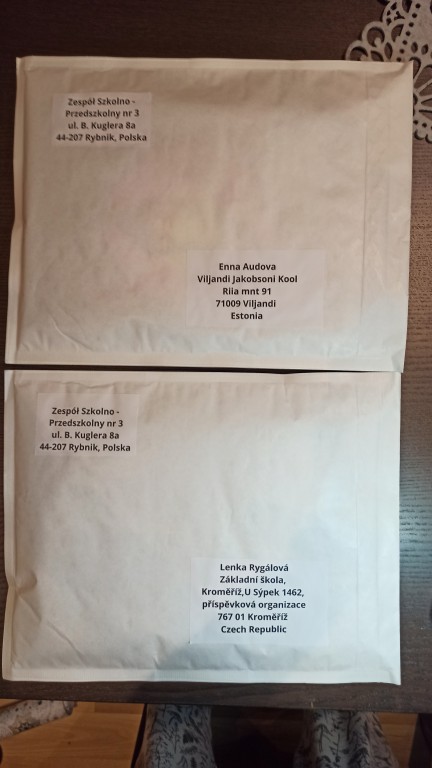 Zespół Szkolno -
Przedszkolny nr 3
ul. B. Kuglera 8a
44-207 Rybnik, Polska
Enna Audova
Viljandi Jakobsoni Kool
Riia mnt 91
71009 Viljandi
Estonia
Zespół Szkolno -
Przedszkolny nr 3
ul. B. Kuglera 8a
44-207 Rybnik, Polska
Lenka Rygálová
Základní škola,
Kroměříž,U Sýpek 1462,
příspěvková organizace
767 01 Kroměříž
Czech Republic